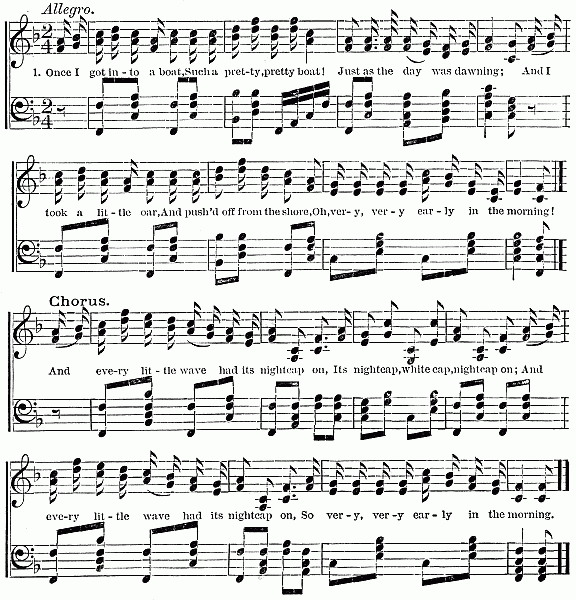 Allegro.
1. Once I got in - to a boat, Such a pret-ty, pretty boat! Just as the day was dawning; And I
took a lit - tle oar, And push'd off from the shore, Oh, ver-y, ver - y ear - ly in the morning!
Chorus.
And eve-ry lit - tle wave had its nightcap on, Its nightcap, white cap, nightcap on; And
eve-ry lit - tle wave had its nightcap on, So ver-y, ver-y ear - ly in the morning.